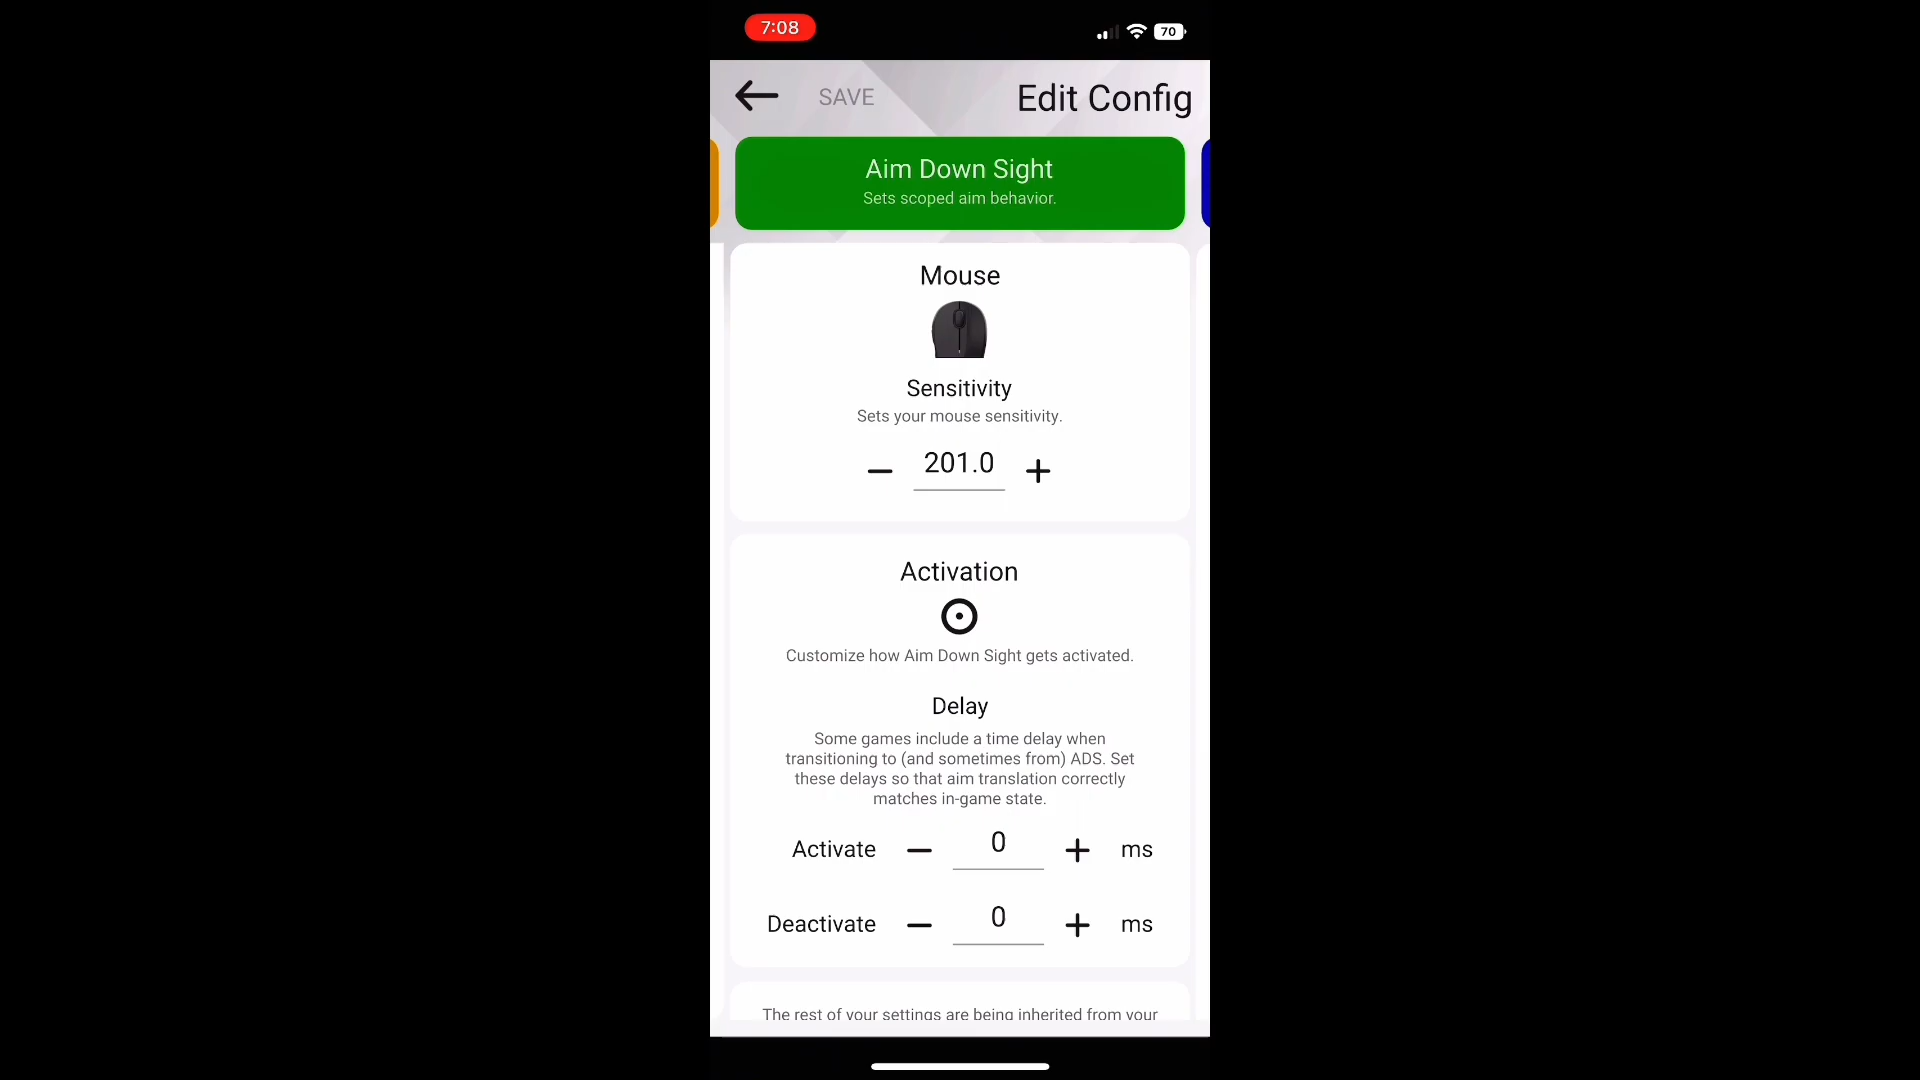 7:08
70
SAVE
Edit Config
Aim Down Sight
Sets scoped aim behavior.
Mouse
Sensitivity
Sets your mouse sensitivity.
− 201.0 +
Activation
Customize how Aim Down Sight gets activated.
Delay
Some games include a time delay when
transitioning to (and sometimes from) ADS. Set
these delays so that aim translation correctly
matches in-game state.
Activate − 0 + ms
Deactivate − 0 + ms
The rest of your settings are being inherited from your